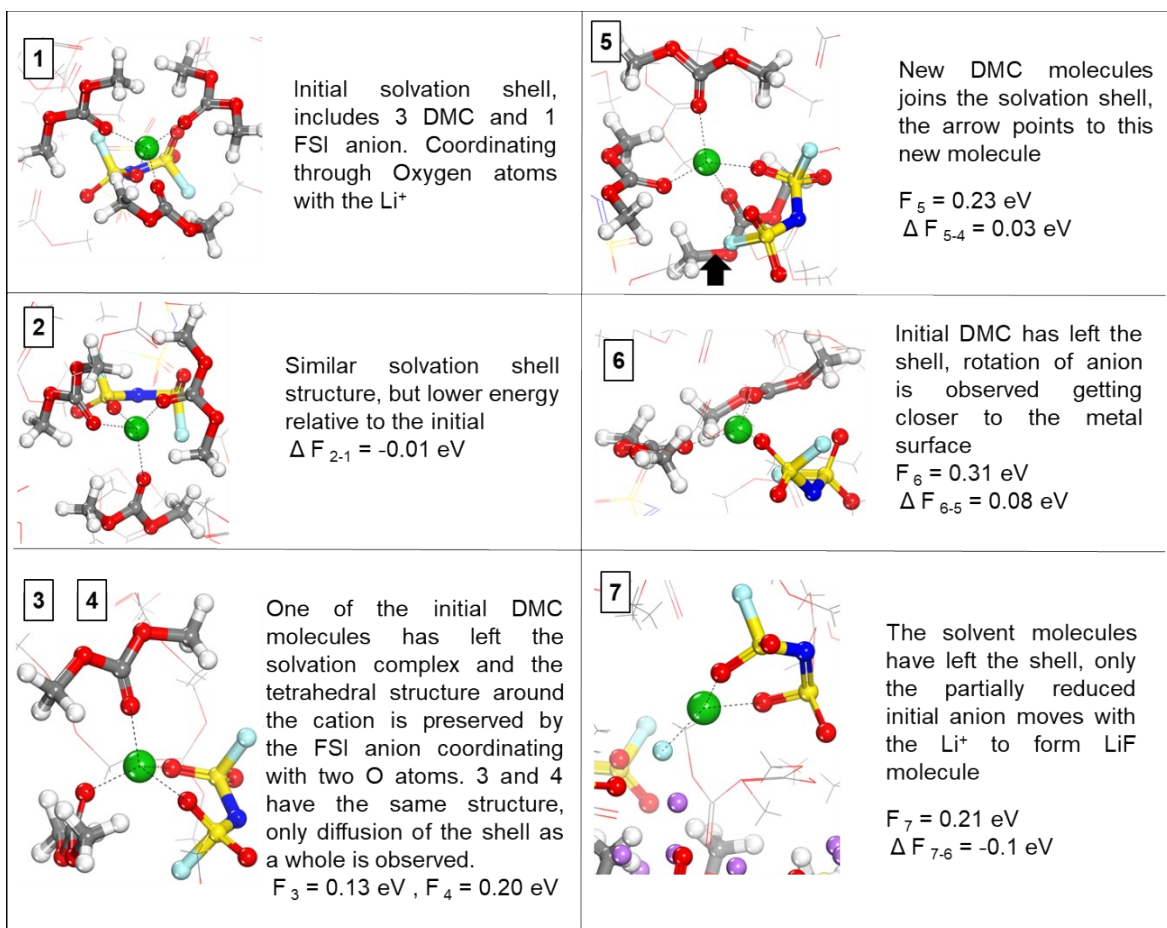 1
Initial solvation shell,
includes 3 DMC and 1
FSI anion. Coordinating
through Oxygen atoms
with the Li⁺
2
Similar solvation shell
structure, but lower energy
relative to the initial
Δ F ₂₋₁ = -0.01 eV
3 4
One of the initial DMC
molecules has left the
solvation complex and the
tetrahedral structure around
the cation is preserved by
the FSI anion coordinating
with two O atoms. 3 and 4
have the same structure,
only diffusion of the shell as
a whole is observed.
F ₃ = 0.13 eV , F ₄ = 0.20 eV
5
New DMC molecules
joins the solvation shell,
the arrow points to this
new molecule
F ₅ = 0.23 eV
Δ F ₅₋₄ = 0.03 eV
6
Initial DMC has left the
shell, rotation of anion
is observed getting
closer to the metal
surface
F ₆ = 0.31 eV
Δ F ₆₋₅ = 0.08 eV
7
The solvent molecules
have left the shell, only
the partially reduced
initial anion moves with
the Li⁺ to form LiF
molecule
F ₇ = 0.21 eV
Δ F ₇₋₆ = -0.1 eV